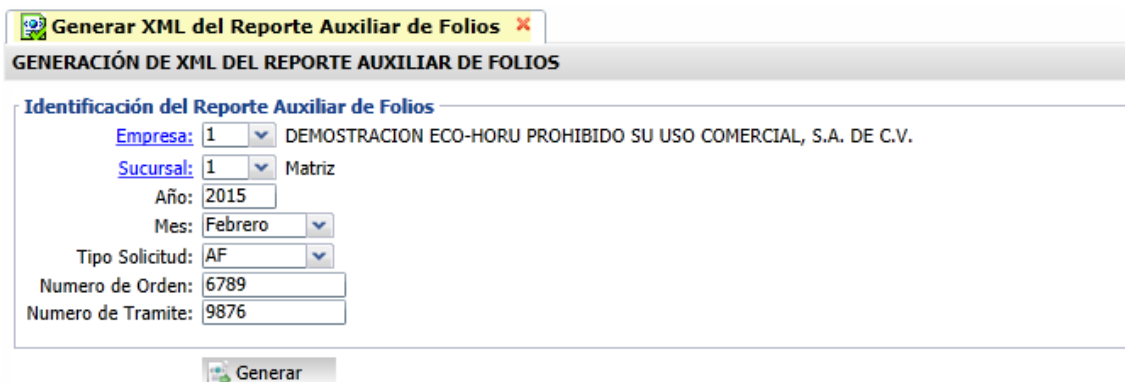 Generar XML del Reporte Auxiliar de Folios
GENERACIÓN DE XML DEL REPORTE AUXILIAR DE FOLIOS
Identificación del Reporte Auxiliar de Folios
Empresa: 1 DEMOSTRACION ECO-HORU PROHIBIDO SU USO COMERCIAL, S.A. DE C.V.
Sucursal: 1 Matriz
Año: 2015
Mes: Febrero
Tipo Solicitud: AF
Numero de Orden: 6789
Numero de Tramite: 9876
Generar